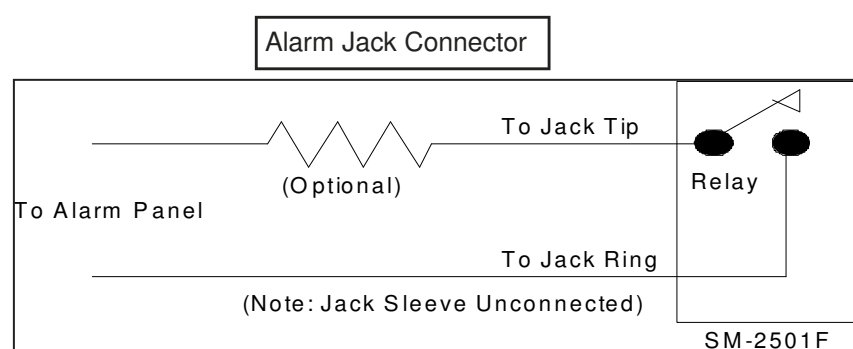 Alarm Jack Connector
To Jack Tip
(Optional)
Relay
To Alarm Panel
To Jack Ring
(Note: Jack Sleeve Unconnected)
SM-2501F